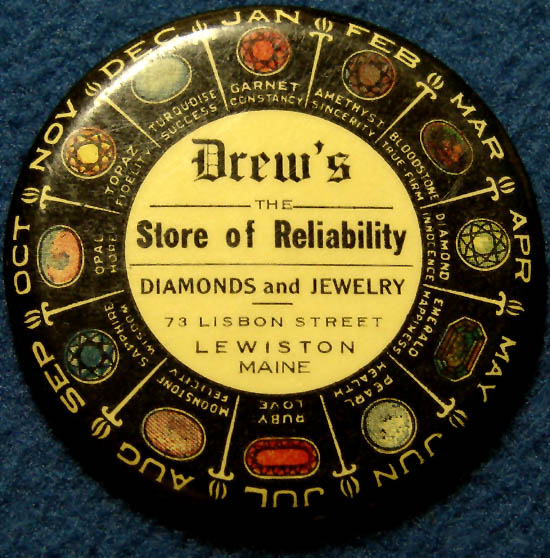 Drew's
THE
Store of Reliability
DIAMONDS and JEWELRY
73 LISBON STREET
LEWISTON
MAINE
JAN
GARNET
CONSTANCY
FEB
AMETHYST
SINCERITY
MAR
BLOODSTONE
TRUE-FIRM
APR
DIAMOND
INNOCENCE
MAY
EMERALD
HAPPINESS
JUN
PEARL
HEALTH
JUL
RUBY
LOVE
AUG
MOONSTONE
FELICITY
SEP
SAPPHIRE
WISDOM
OCT
OPAL
HOPE
NOV
TOPAZ
FIDELITY
DEC
TURQUOISE
SUCCESS